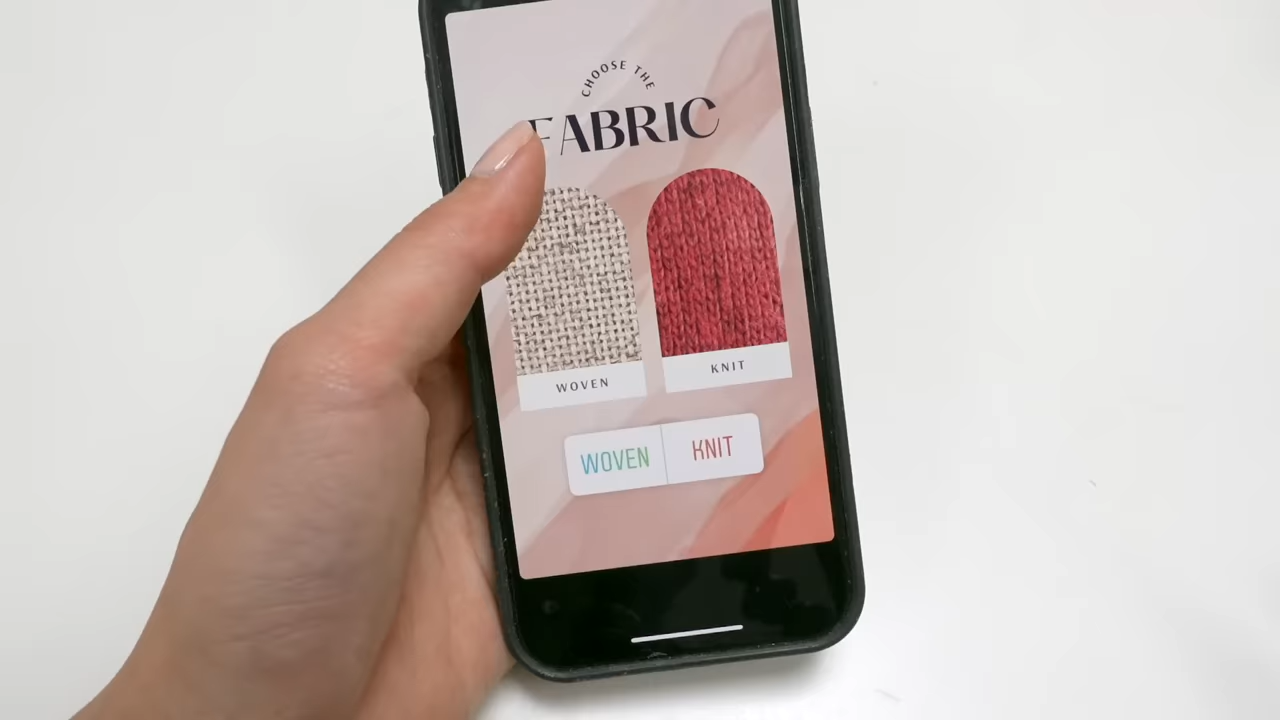 CHOOSE THE
FABRIC
WOVEN
KNIT
WOVEN
KNIT